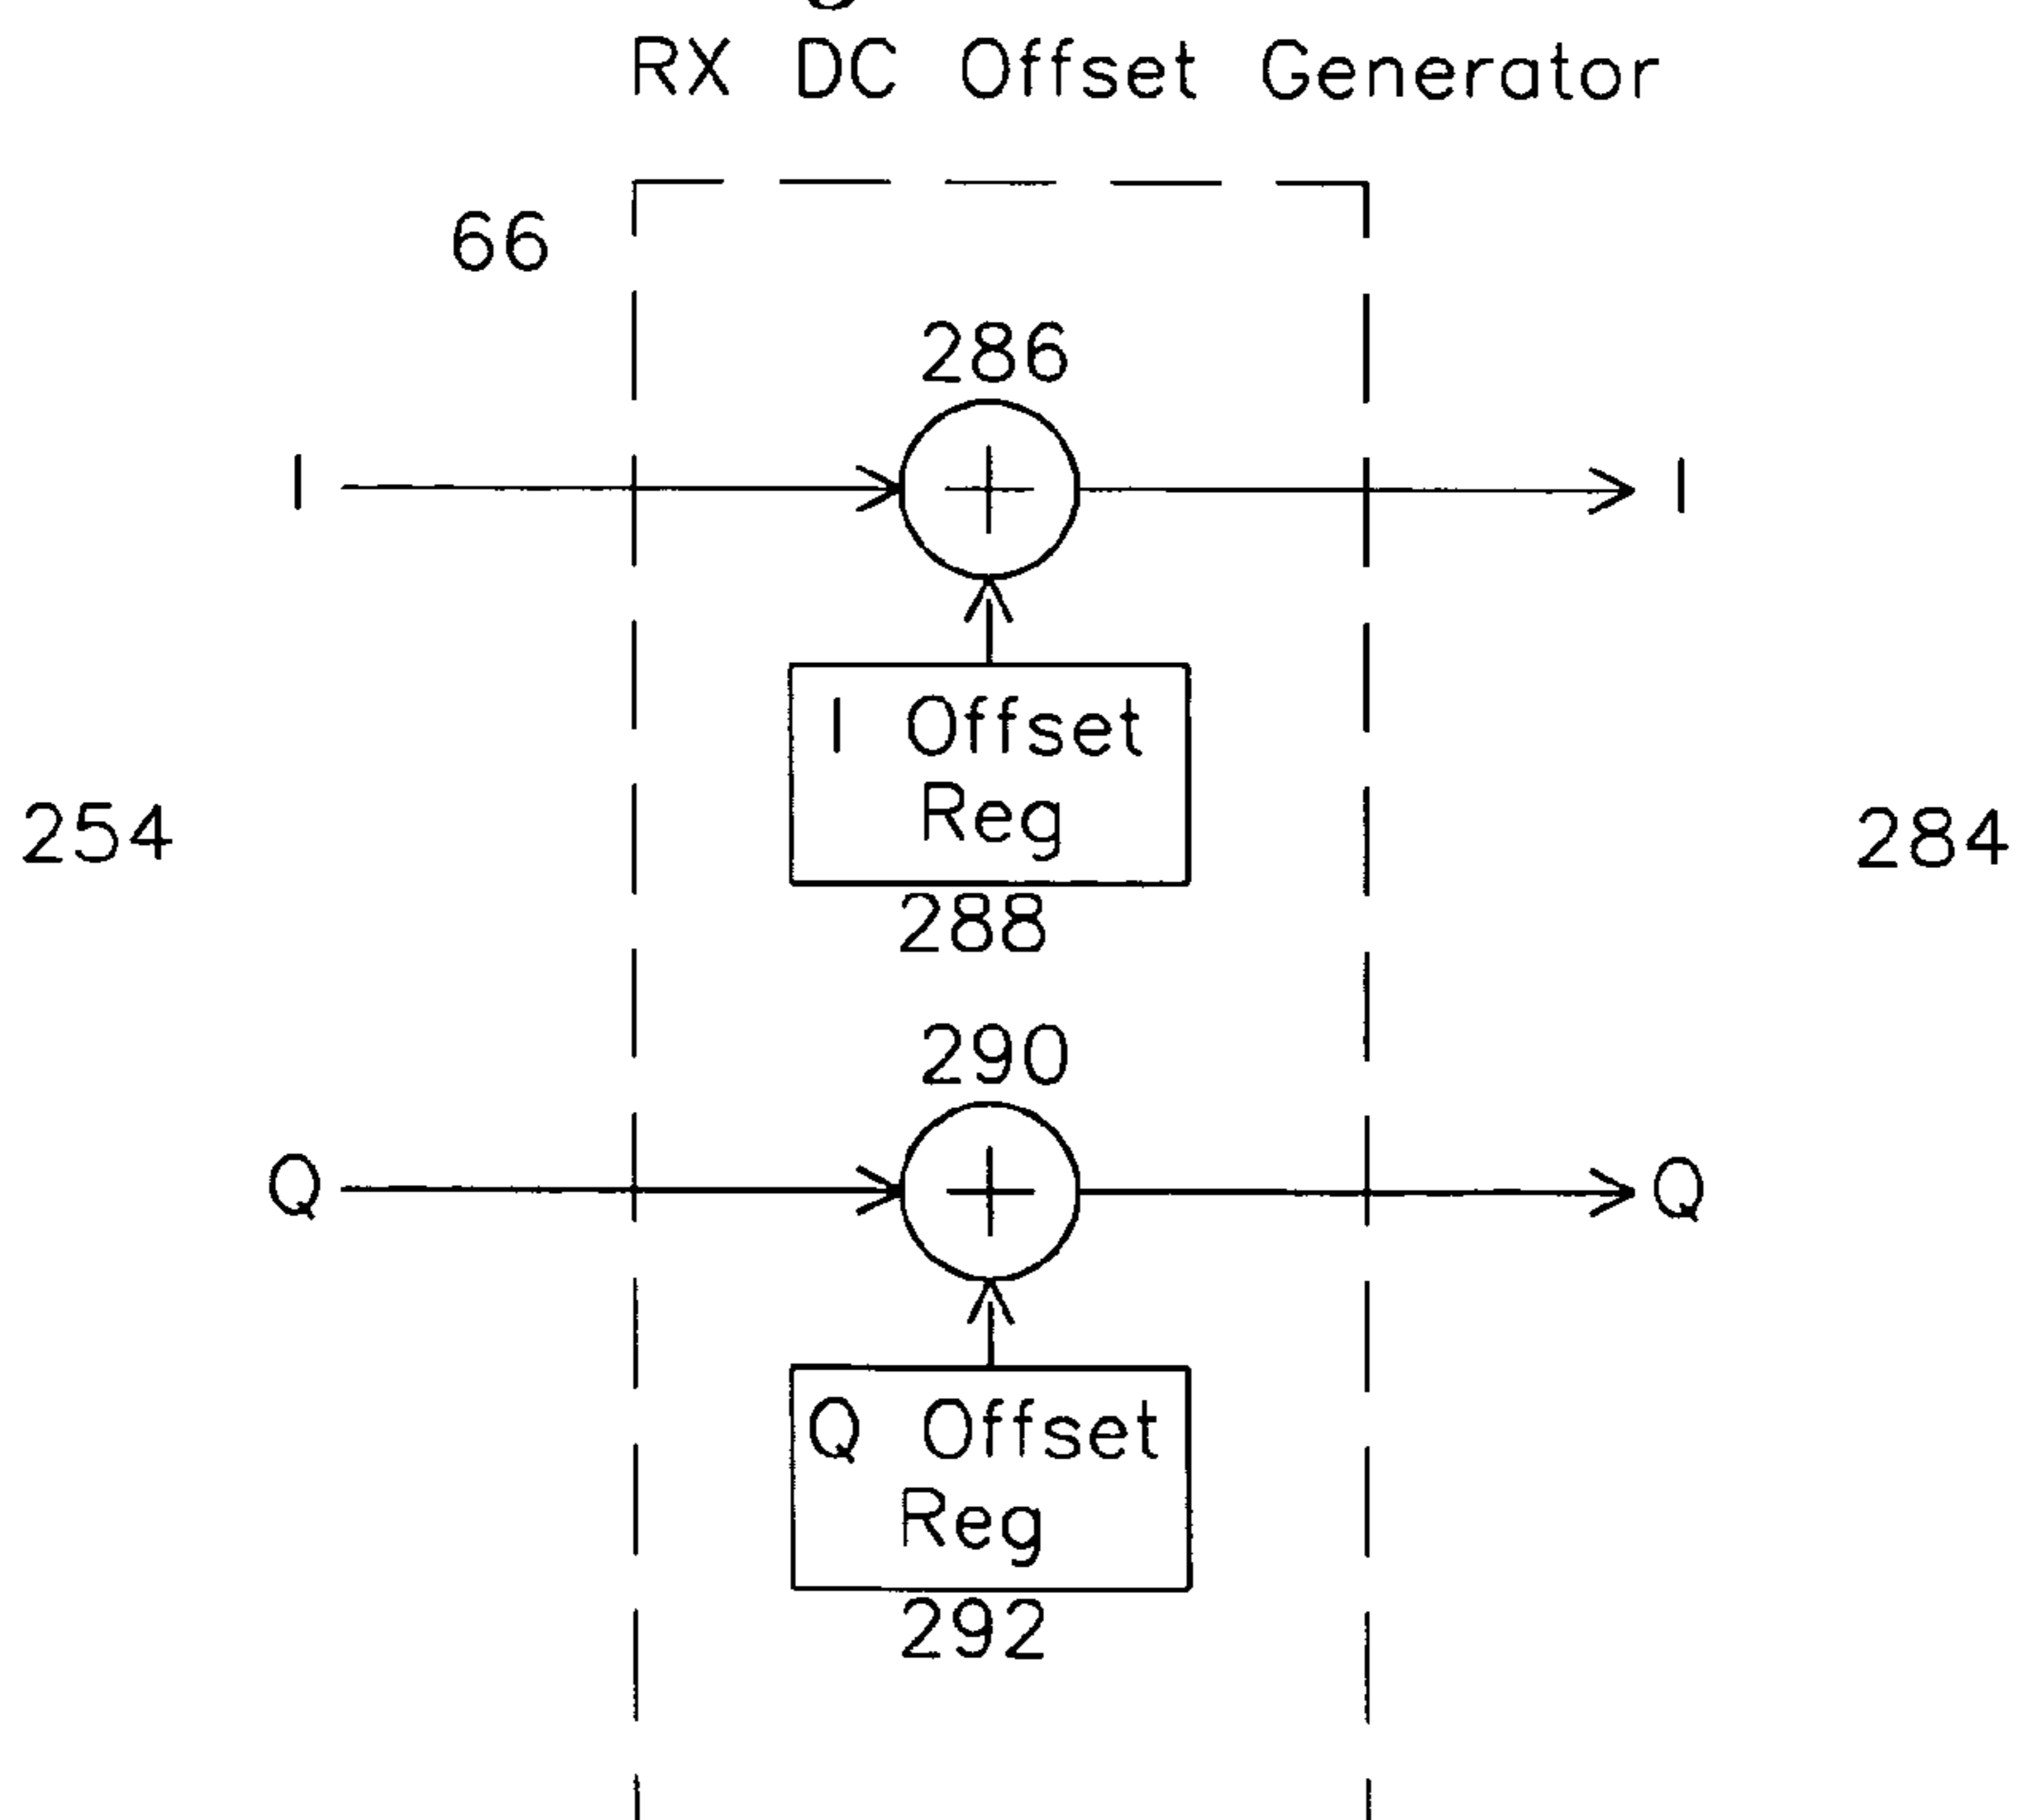 RX DC Offset Generator
66
286
I
I
I Offset
Reg
254
284
288
290
Q
Q
Q Offset
Reg
292